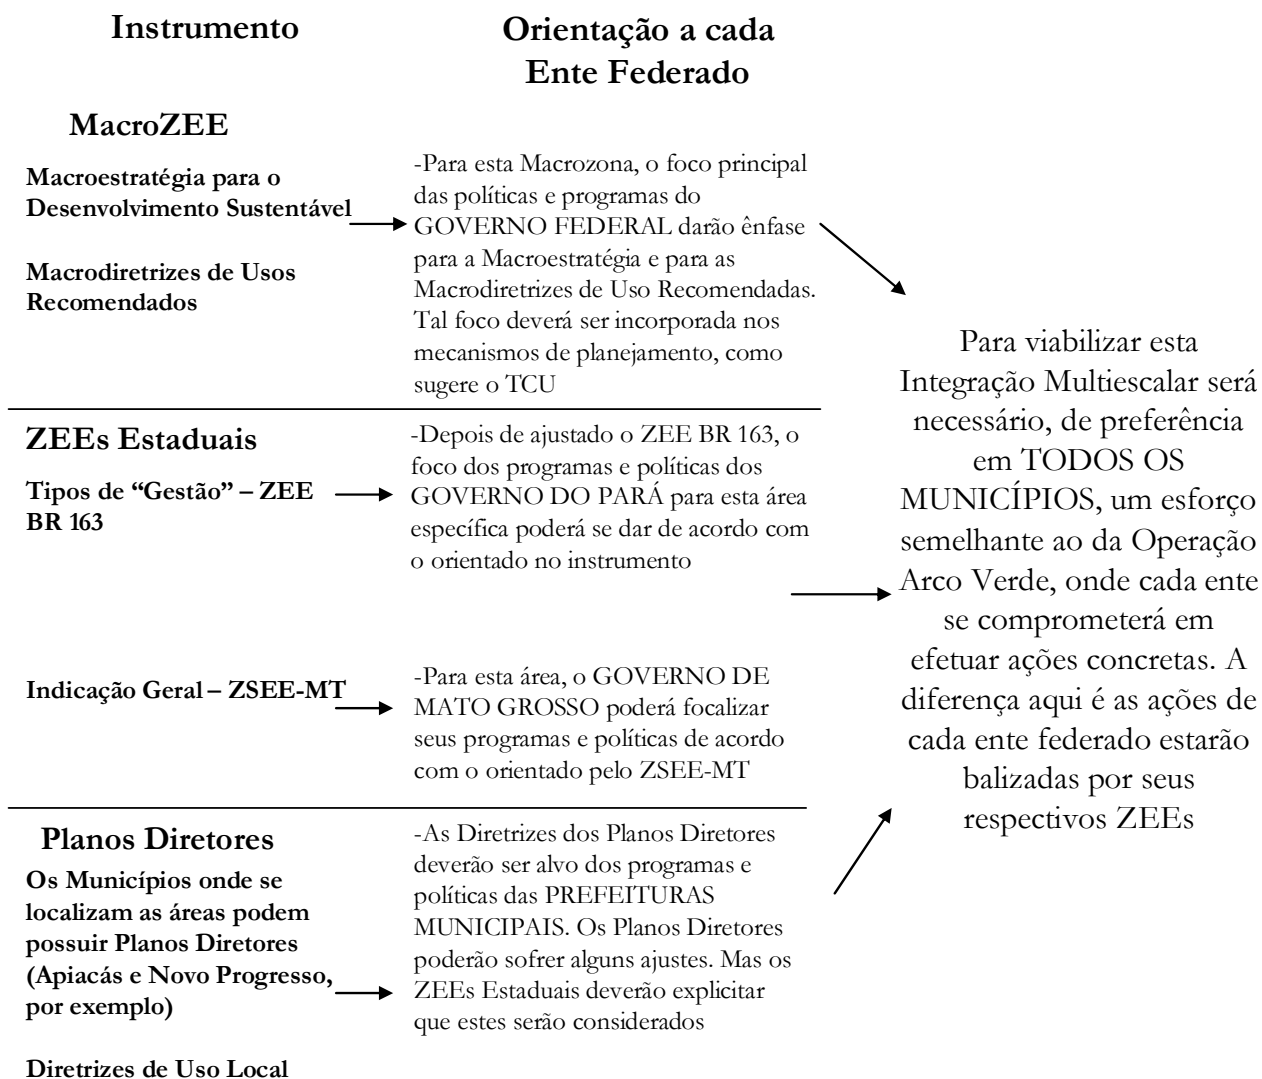 Instrumento
Orientação a cada
Ente Federado
MacroZEE
Macroestratégia para o
Desenvolvimento Sustentável
Macrodiretrizes de Usos
Recomendados
-Para esta Macrozona, o foco principal
das políticas e programas do
GOVERNO FEDERAL darão ênfase
para a Macroestratégia e para as
Macrodiretrizes de Uso Recomendadas.
Tal foco deverá ser incorporada nos
mecanismos de planejamento, como
sugere o TCU
ZEEs Estaduais
Tipos de “Gestão” – ZEE
BR 163
-Depois de ajustado o ZEE BR 163, o
foco dos programas e políticas dos
GOVERNO DO PARÁ para esta área
específica poderá se dar de acordo com
o orientado no instrumento
Indicação Geral – ZSEE-MT
-Para esta área, o GOVERNO DE
MATO GROSSO poderá focalizar
seus programas e políticas de acordo
com o orientado pelo ZSEE-MT
Planos Diretores
Os Municípios onde se
localizam as áreas podem
possuir Planos Diretores
(Apiacás e Novo Progresso,
por exemplo)
Diretrizes de Uso Local
-As Diretrizes dos Planos Diretores
deverão ser alvo dos programas e
políticas das PREFEITURAS
MUNICIPAIS. Os Planos Diretores
poderão sofrer alguns ajustes. Mas os
ZEEs Estaduais deverão explicitar
que estes serão considerados
Para viabilizar esta
Integração Multiescalar será
necessário, de preferência
em TODOS OS
MUNICÍPIOS, um esforço
semelhante ao da Operação
Arco Verde, onde cada ente
se comprometerá em
efetuar ações concretas. A
diferença aqui é as ações de
cada ente federado estarão
balizadas por seus
respectivos ZEEs